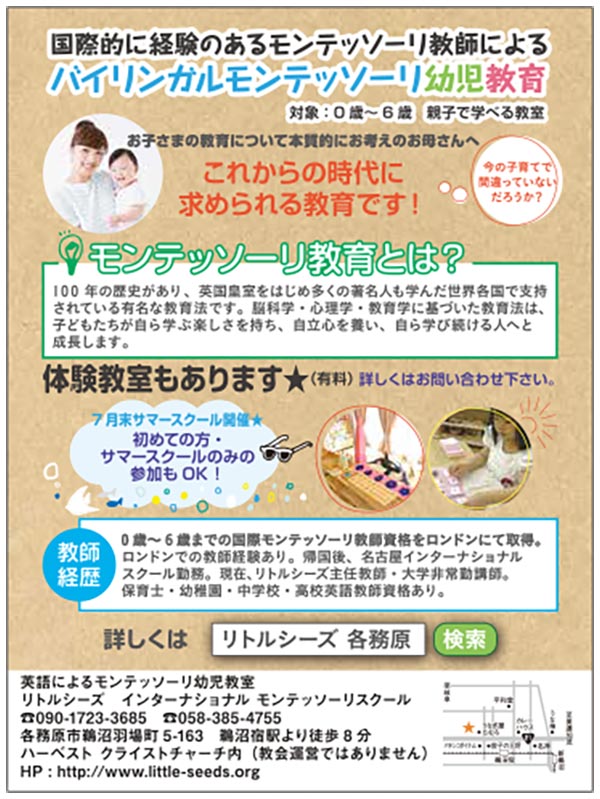 国際的に経験のあるモンテッソーリ教師による
バイリンガルモンテッソーリ幼児教育
対象：0歳～6歳 親子で学べる教室
お子さまの教育について本質的にお考えのお母さんへ
これからの時代に
求められる教育です！
今の子育てで
間違っていない
だろうか？
モンテッソーリ教育とは？
100年の歴史があり、英国皇室をはじめ多くの著名人も学んだ世界各国で支持
されている有名な教育法です。脳科学・心理学・教育学に基づいた教育法は、
子どもたちが自ら学ぶ楽しさを持ち、自立心を養い、自ら学び続ける人へと
成長します。
体験教室もあります★（有料）詳しくはお問い合わせ下さい。
7月末サマースクール開催★
初めての方・
サマースクールのみの
参加もOK！
教師
経歴
0歳～6歳までの国際モンテッソーリ教師資格をロンドンにて取得。
ロンドンでの教師経験あり。帰国後、名古屋インターナショナル
スクール勤務。現在、リトルシーズ主任教師・大学非常勤講師。
保育士・幼稚園・中学校・高校英語教師資格あり。
詳しくは リトルシーズ 各務原 検索
英語によるモンテッソーリ幼児教室
リトルシーズ インターナショナル モンテッソーリスクール
☎090-1723-3685 ☎058-385-4755
各務原市鵜沼羽場町5-163 鵜沼宿駅より徒歩8分
ハーベスト クライストチャーチ内（教会運営ではありません）
HP：http://www.little-seeds.org
至岐阜
平和堂
カレー
ハウス
鵜沼宿